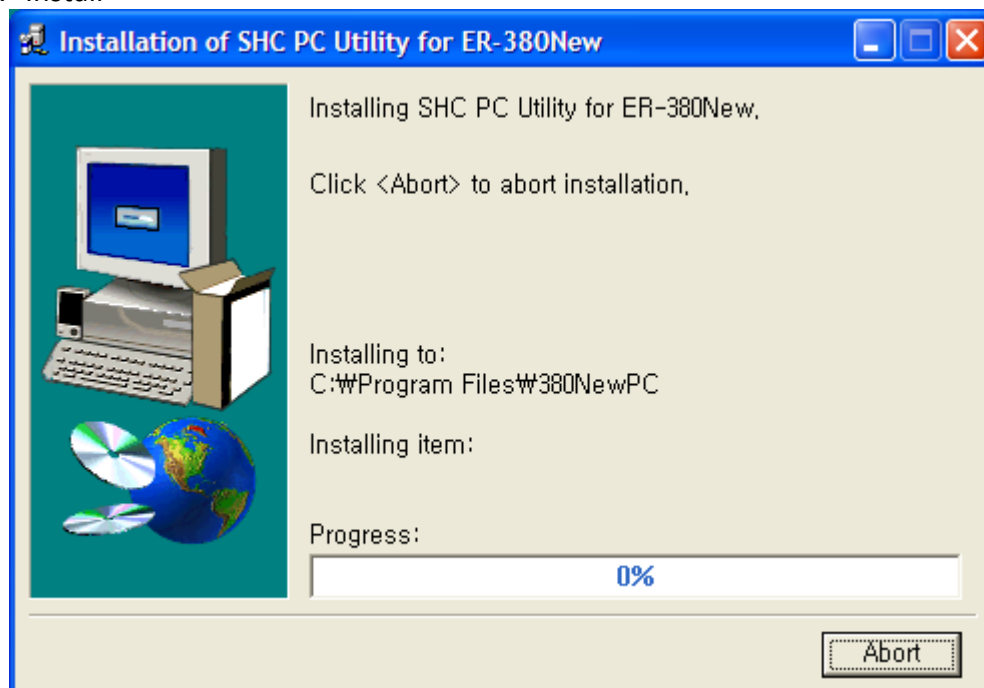 Install
Installation of SHC PC Utility for ER-380New
Installing SHC PC Utility for ER-380New,
Click <Abort> to abort installation,
Installing to:
C:₩Program Files₩380NewPC
Installing item:
Progress:
0%
Abort